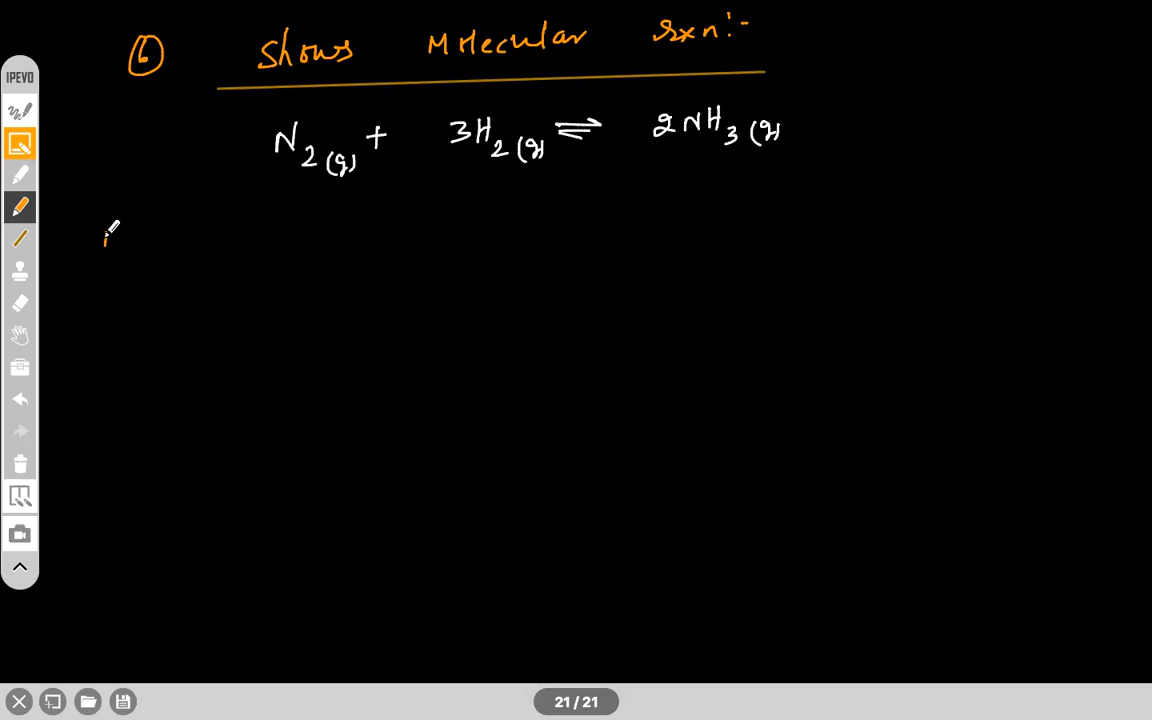 ⑥ Shows Molecular rxn:-
N₂(g) + 3H₂(g) ⇌ 2NH₃(g)
IPEVO
21 / 21